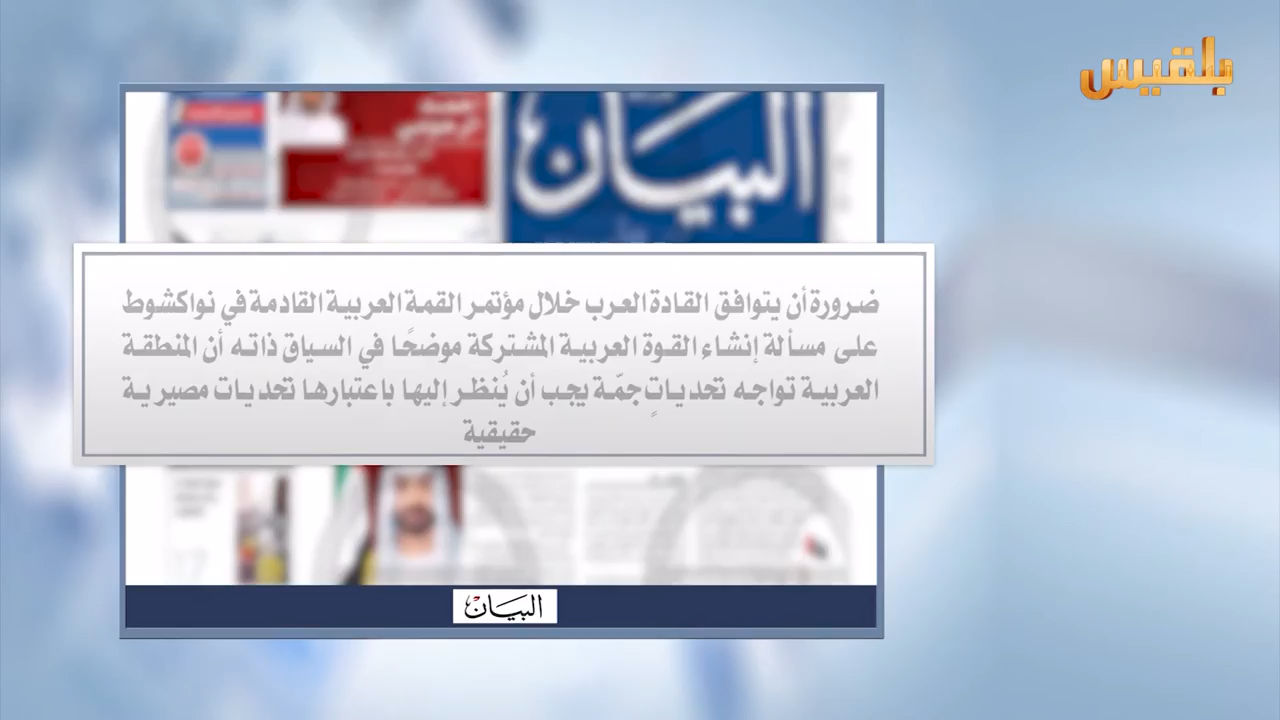 بلقيس
البيان
ضرورة أن يتوافق القادة العرب خلال مؤتمر القمة العربية القادمة في نواكشوط
على مسألة إنشاء القوة العربية المشتركة موضحًا في السياق ذاته أن المنطقة
العربية تواجه تحدياتٍ جمّة يجب أن يُنظر إليها باعتبارها تحديات مصيرية
حقيقية
البيان